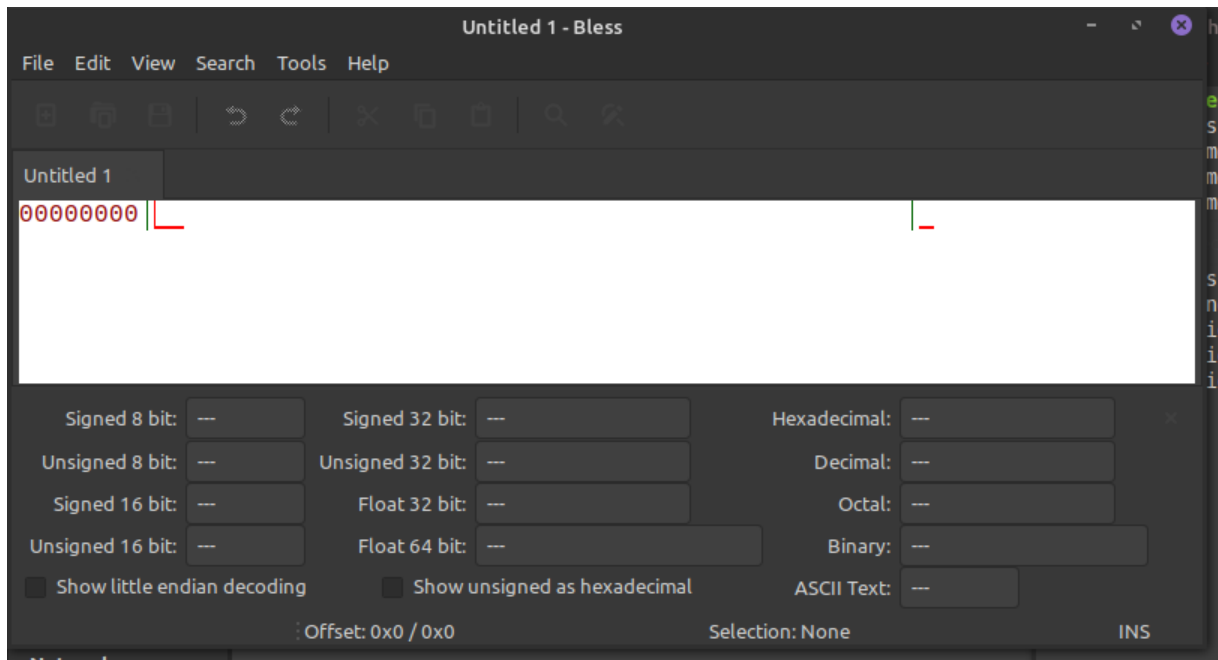 Untitled 1 - Bless
File Edit View Search Tools Help
Untitled 1
00000000
Signed 8 bit: --- Signed 32 bit: --- Hexadecimal: ---
Unsigned 8 bit: --- Unsigned 32 bit: --- Decimal: ---
Signed 16 bit: --- Float 32 bit: --- Octal: ---
Unsigned 16 bit: --- Float 64 bit: --- Binary: ---
Show little endian decoding Show unsigned as hexadecimal ASCII Text: ---
Offset: 0x0 / 0x0 Selection: None INS